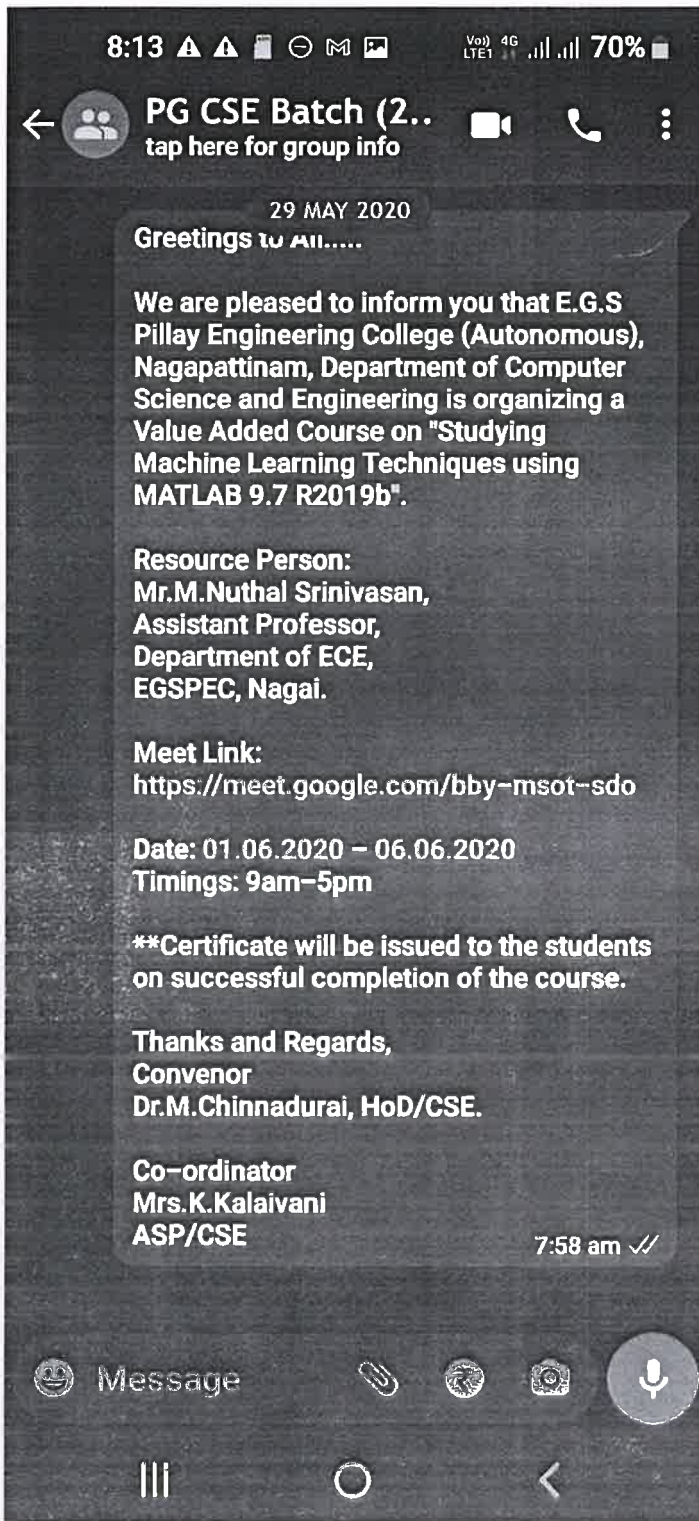 8:13 Vo)) LTE1 4G 70%
PG CSE Batch (2..
tap here for group info
29 MAY 2020
Greetings to All.....
We are pleased to inform you that E.G.S
Pillay Engineering College (Autonomous),
Nagapattinam, Department of Computer
Science and Engineering is organizing a
Value Added Course on "Studying
Machine Learning Techniques using
MATLAB 9.7 R2019b".
Resource Person:
Mr.M.Nuthal Srinivasan,
Assistant Professor,
Department of ECE,
EGSPEC, Nagai.
Meet Link:
https://meet.google.com/bby-msot-sdo
Date: 01.06.2020 – 06.06.2020
Timings: 9am–5pm
**Certificate will be issued to the students
on successful completion of the course.
Thanks and Regards,
Convenor
Dr.M.Chinnadurai, HoD/CSE.
Co-ordinator
Mrs.K.Kalaivani
ASP/CSE
7:58 am
Message